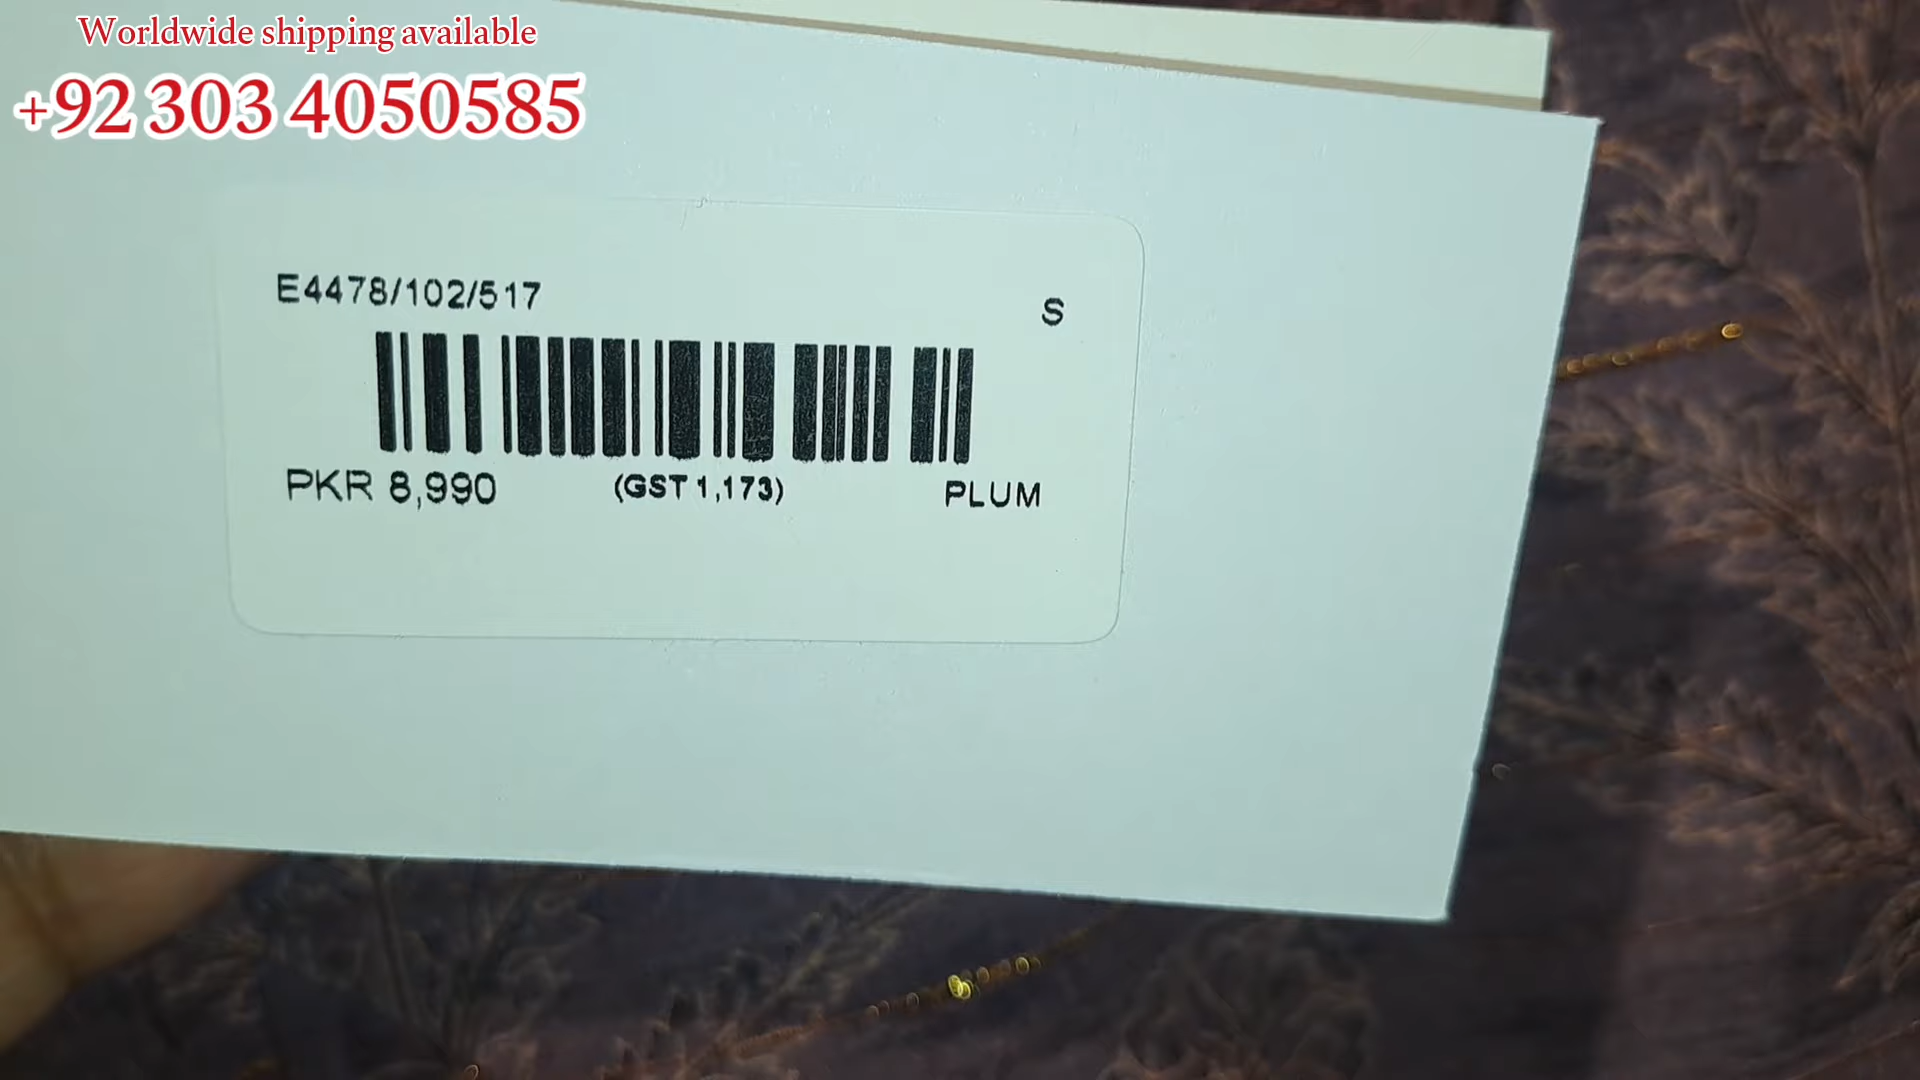 Worldwide shipping available
+92 303 4050585
E4478/102/517
S
PKR 8,990
(GST 1,173)
PLUM